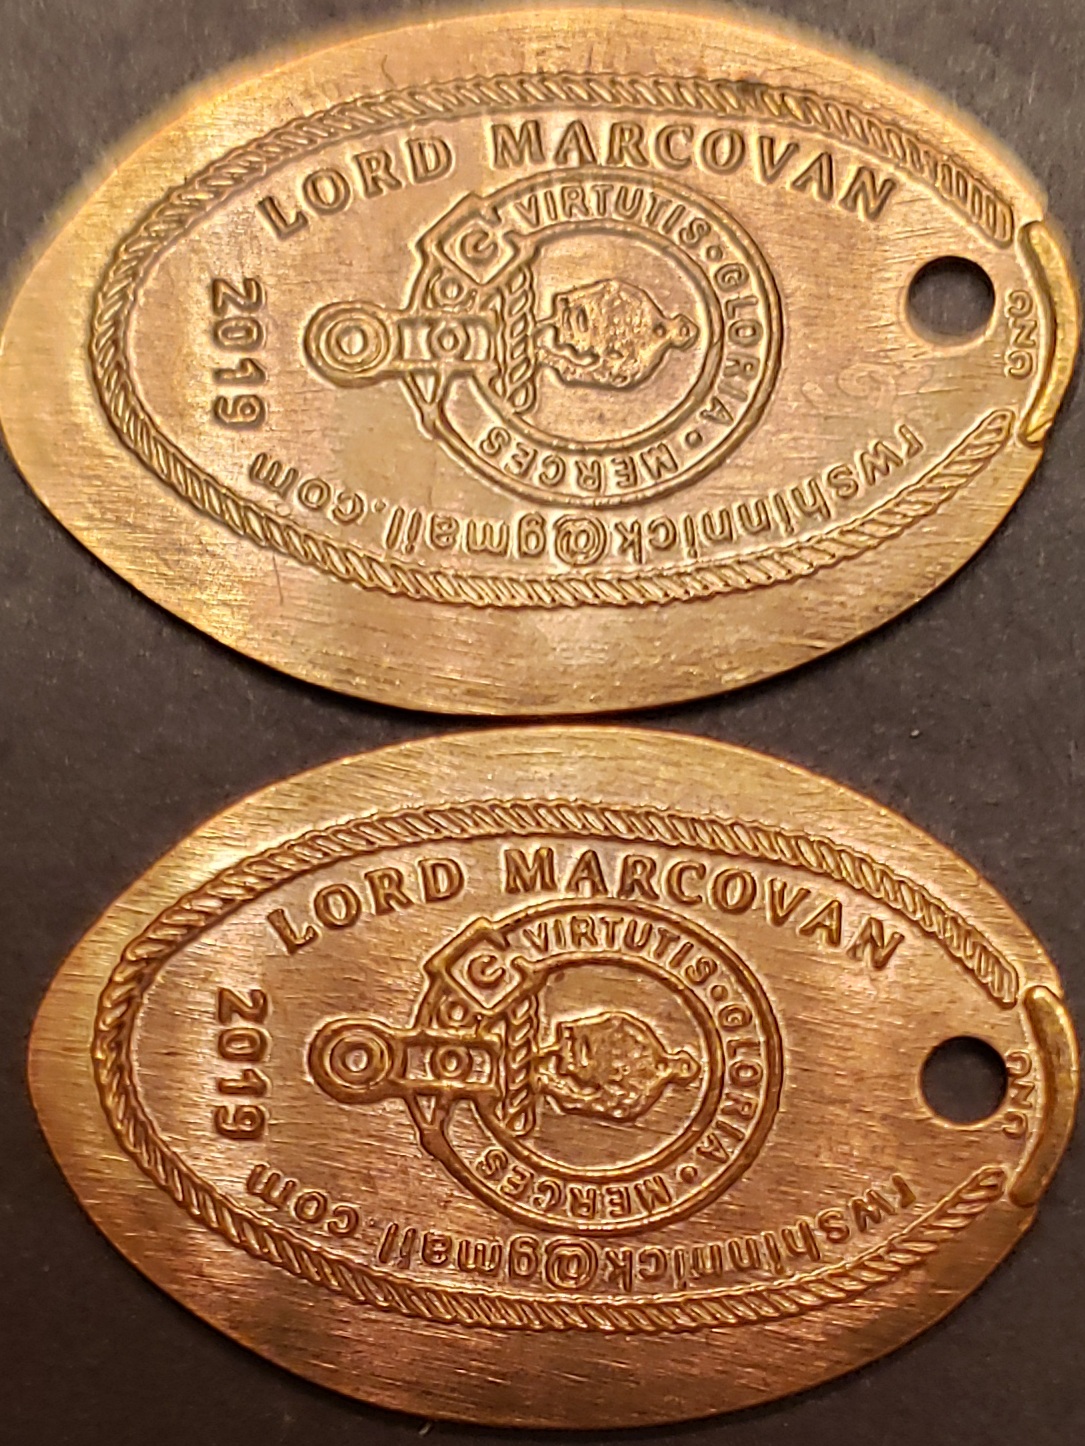 LORD MARCOVAN
VIRTUTIS · GLORIA · MERCES
2019
rwshinnick@gmail.com
LORD MARCOVAN
VIRTUTIS · GLORIA · MERCES
2019
rwshinnick@gmail.com